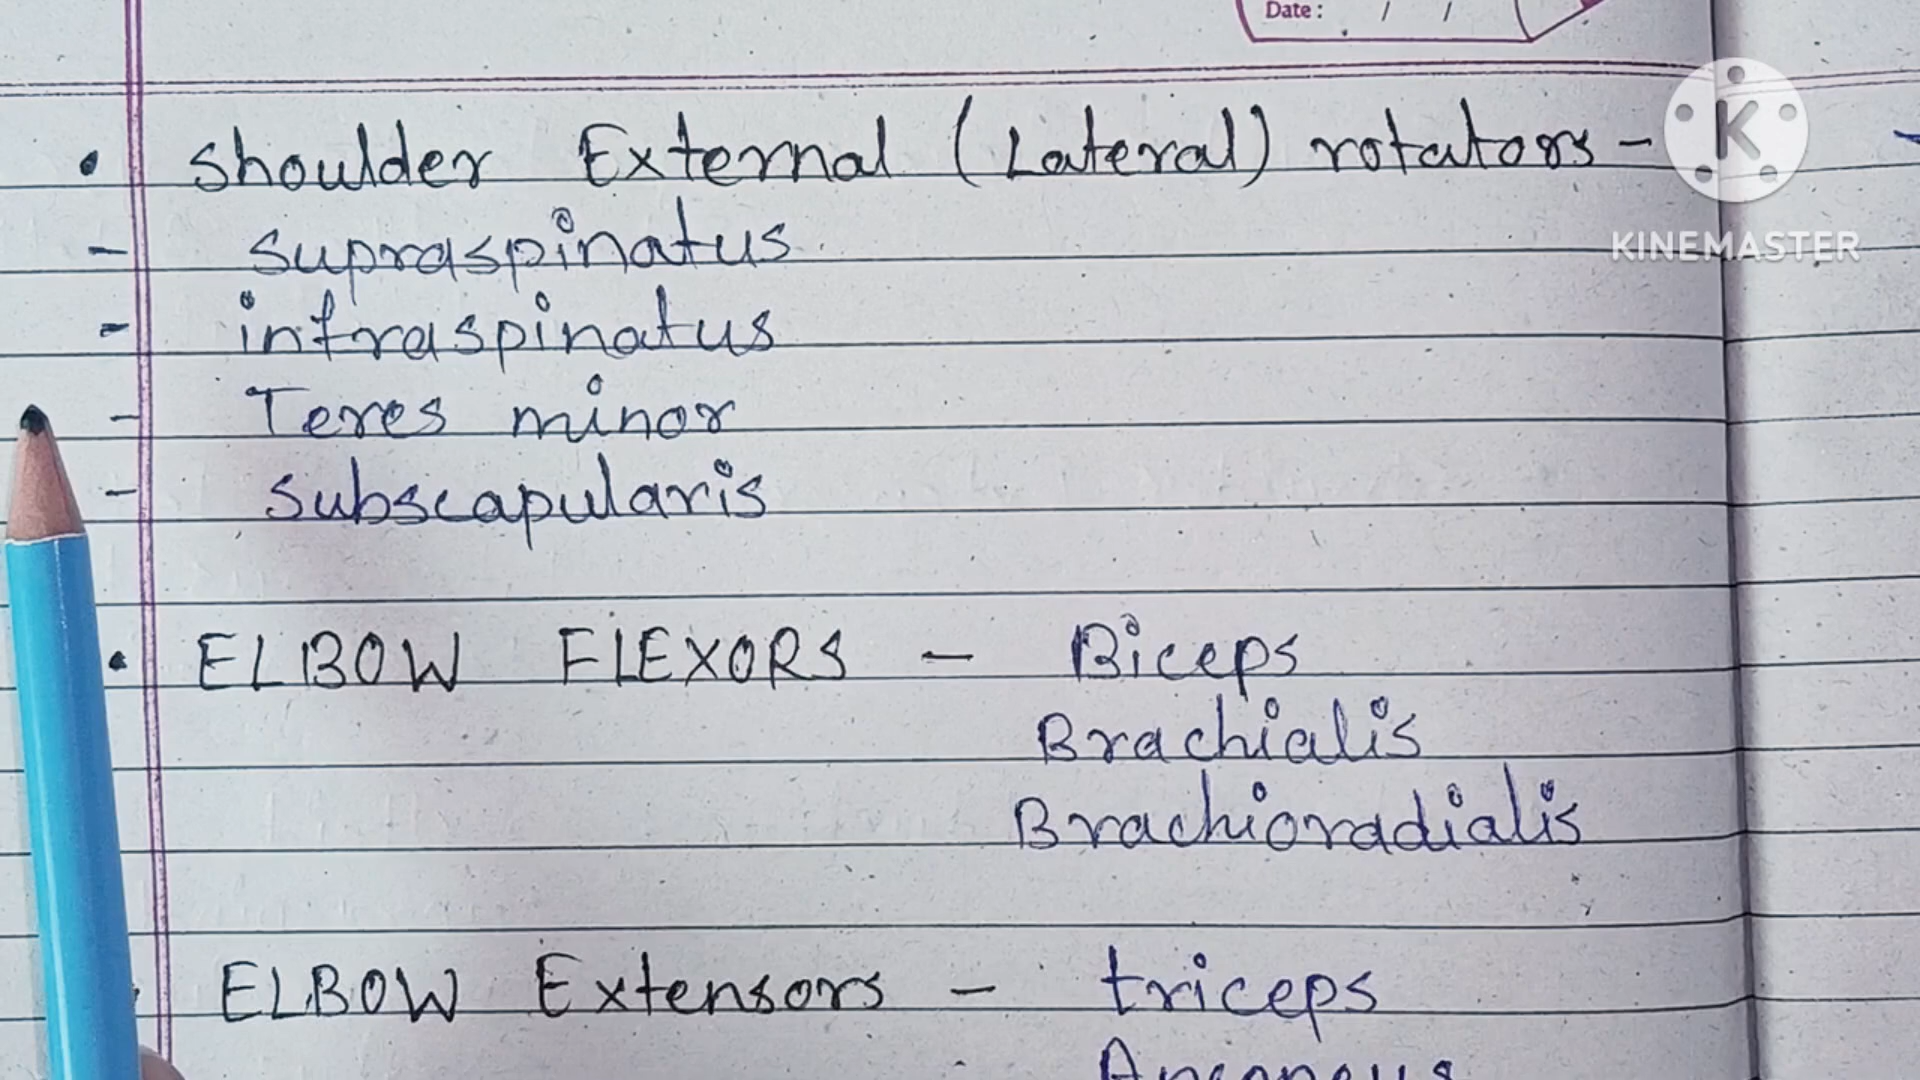 Date: / /
• Shoulder External (Lateral) rotators -
K
KINEMASTER
- supraspinatus
- infraspinatus
- Teres minor
- Subscapularis
• ELBOW FLEXORS - Biceps
Brachialis
Brachioradialis
• ELBOW Extensors - triceps
Anconeus